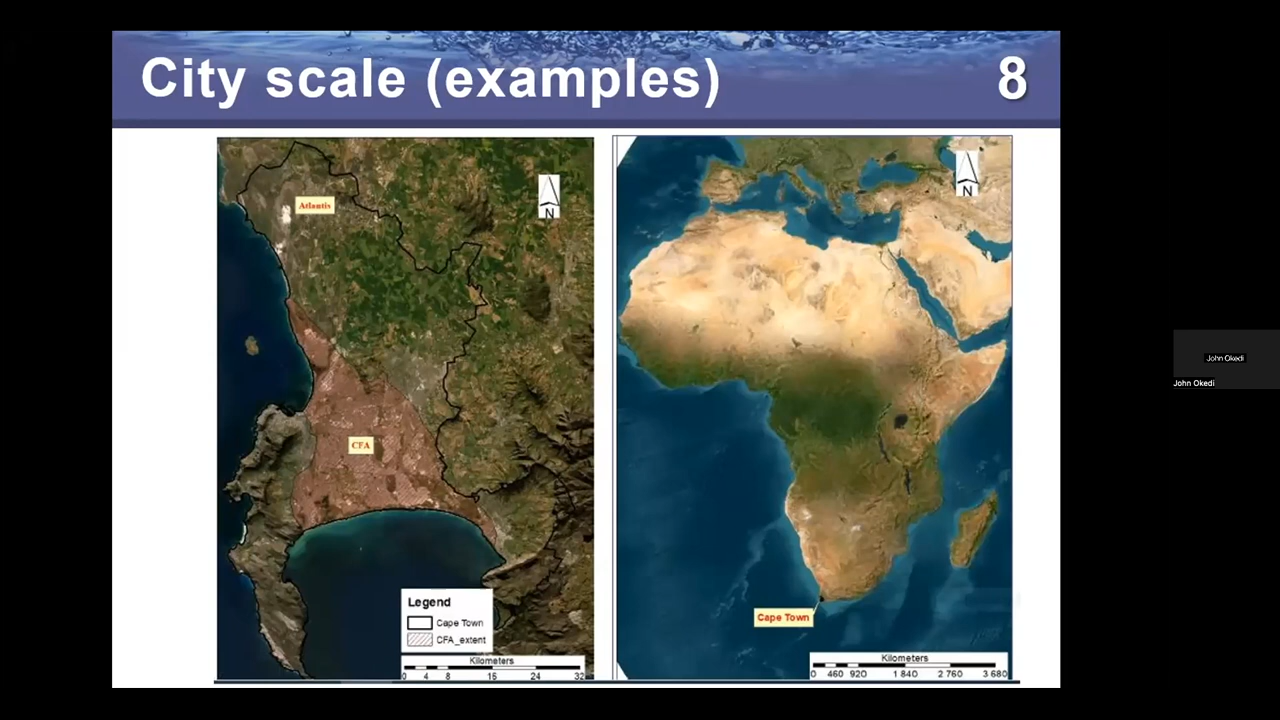 City scale (examples)
8
Atlantis
N
CFA
Legend
Cape Town
CFA_extent
Kilometers
0 4 8 16 24 32
N
Cape Town
Kilometers
0 460 920 1 840 2 760 3 680
John Okedi
John Okedi